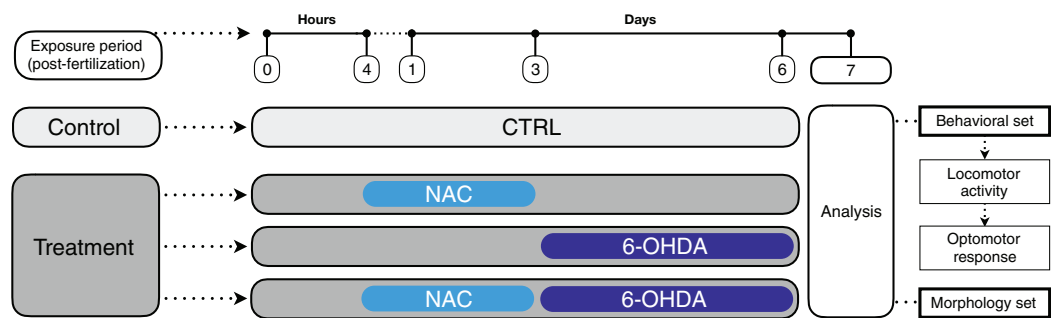 Hours
Days
Exposure period
(post-fertilization)
0
4
1
3
6
7
Control
CTRL
Behavioral set
Locomotor
activity
NAC
Treatment
6-OHDA
Analysis
Optomotor
response
NAC
6-OHDA
Morphology set